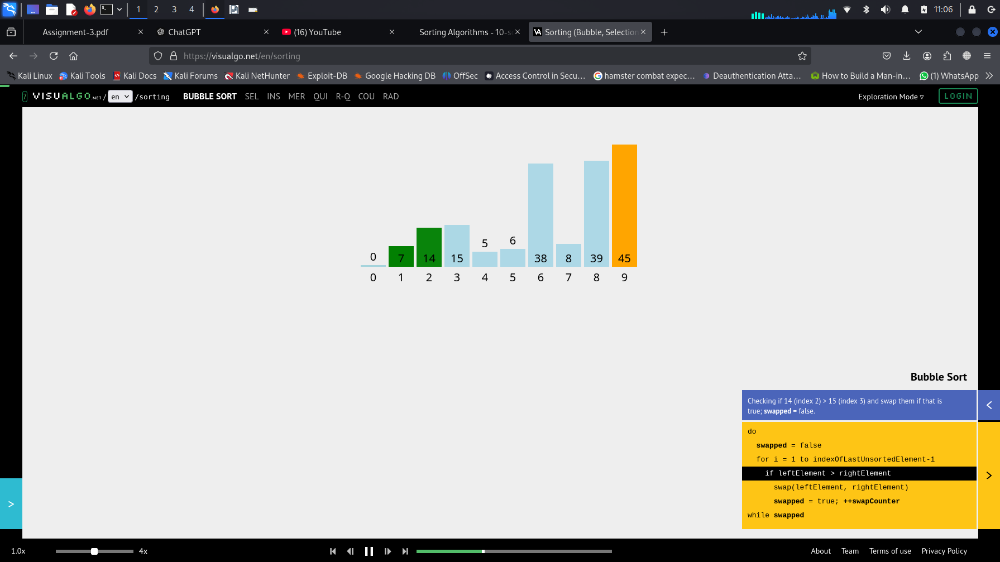 1 2 3 4 11:06
Assignment-3.pdf ChatGPT (16) YouTube Sorting Algorithms - 10-s Sorting (Bubble, Selection
https://visualgo.net/en/sorting
Kali Linux Kali Tools Kali Docs Kali Forums Kali NetHunter Exploit-DB Google Hacking DB OffSec Access Control in Secu… hamster combat expec… Deauthentication Atta… How to Build a Man-in… (1) WhatsApp
7 VISUALGO.NET / en /sorting BUBBLE SORT SEL INS MER QUI R-Q COU RAD Exploration Mode ▿ LOGIN
0 7 14 15 5 6 38 8 39 45
0 1 2 3 4 5 6 7 8 9
Bubble Sort
Checking if 14 (index 2) > 15 (index 3) and swap them if that is
true; swapped = false.
do
swapped = false
for i = 1 to indexOfLastUnsortedElement-1
if leftElement > rightElement
swap(leftElement, rightElement)
swapped = true; ++swapCounter
while swapped
1.0x 4x About Team Terms of use Privacy Policy